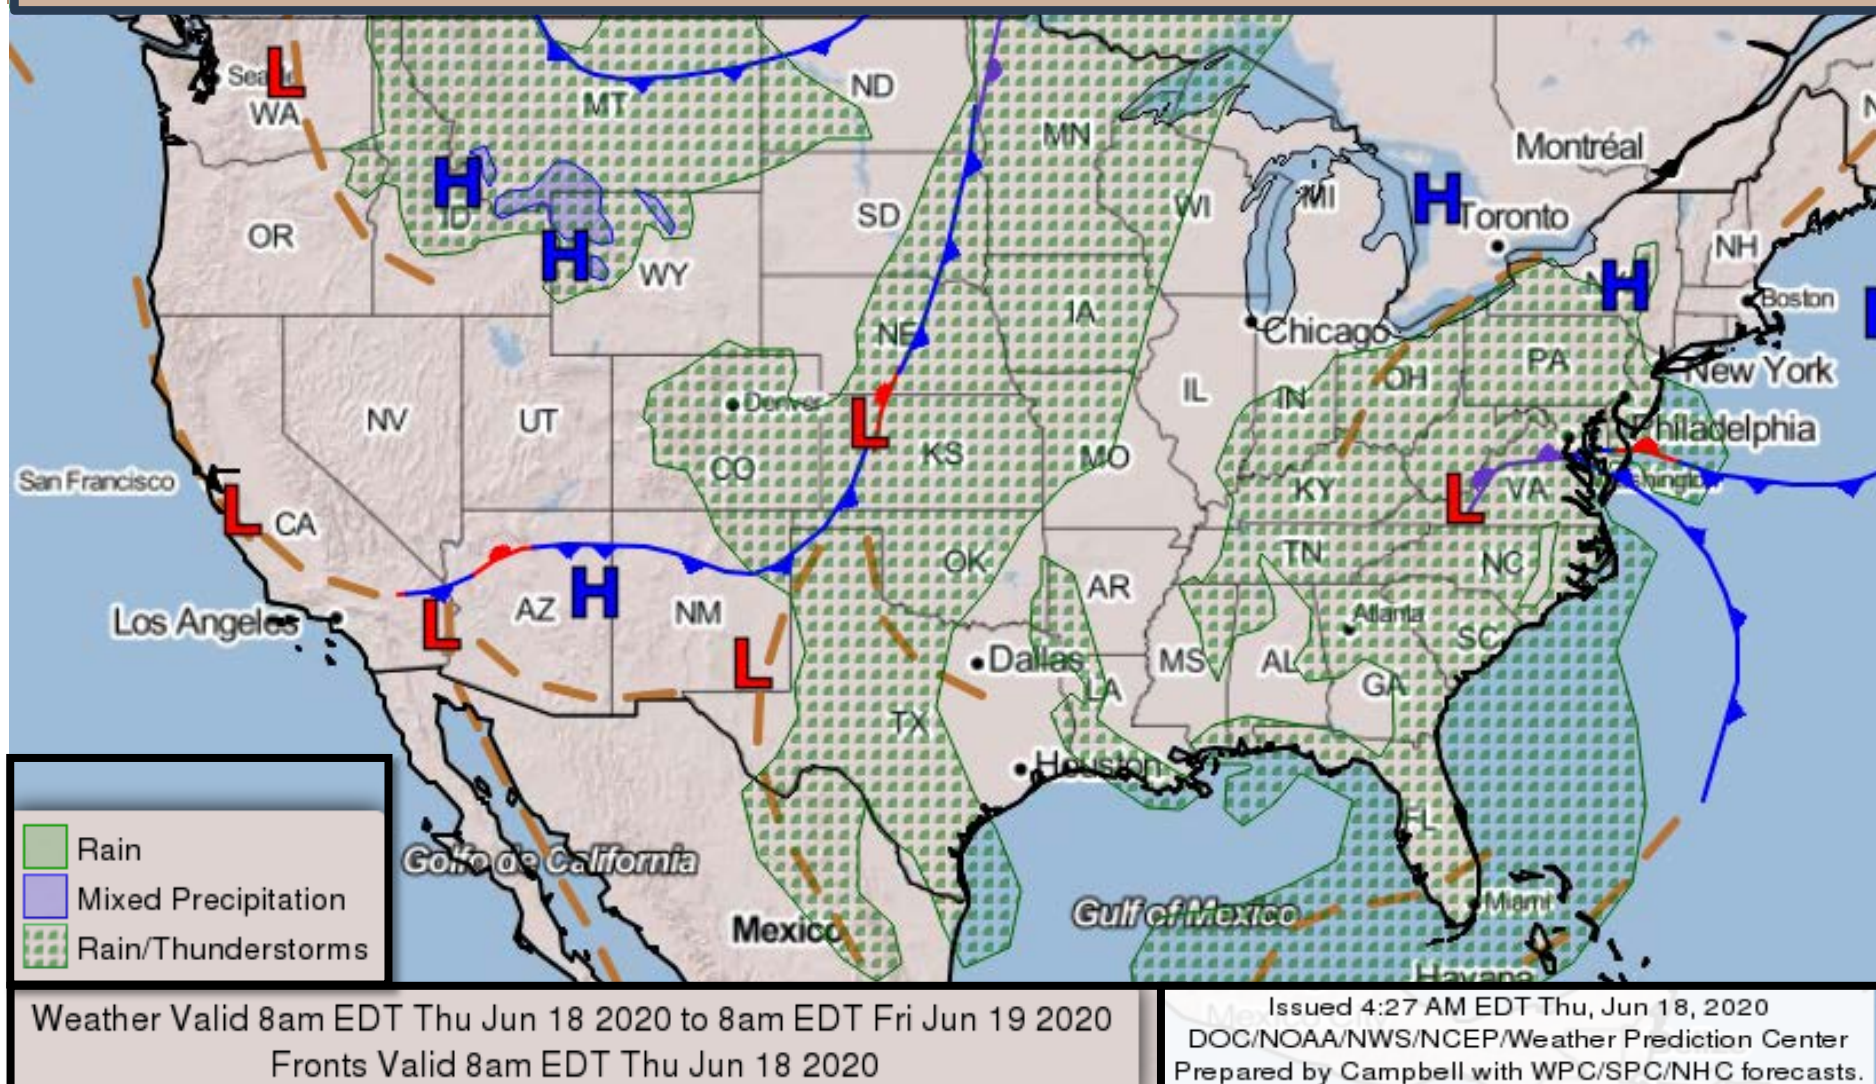 Seattle
WA
MT
ND
MN
Montréal
H
L
OR
ID
H
WY
SD
WI
MI
H
Toronto
NH
H
Boston
NE
IA
Chicago
PA
New York
NV
UT
Denver
CO
L
KS
MO
IL
IN
OH
Philadelphia
San Francisco
L
CA
KY
L
VA
Washington
OK
AR
TN
NC
Los Angeles
L
AZ
H
NM
L
Dallas
MS
AL
Atlanta
GA
SC
TX
LA
Houston
FL
Golfo de California
Mexico
Gulf of Mexico
Miami
Havana
Rain
Mixed Precipitation
Rain/Thunderstorms
Weather Valid 8am EDT Thu Jun 18 2020 to 8am EDT Fri Jun 19 2020
Fronts Valid 8am EDT Thu Jun 18 2020
Mexico City
Issued 4:27 AM EDT Thu, Jun 18, 2020
DOC/NOAA/NWS/NCEP/Weather Prediction Center
Prepared by Campbell with WPC/SPC/NHC forecasts.